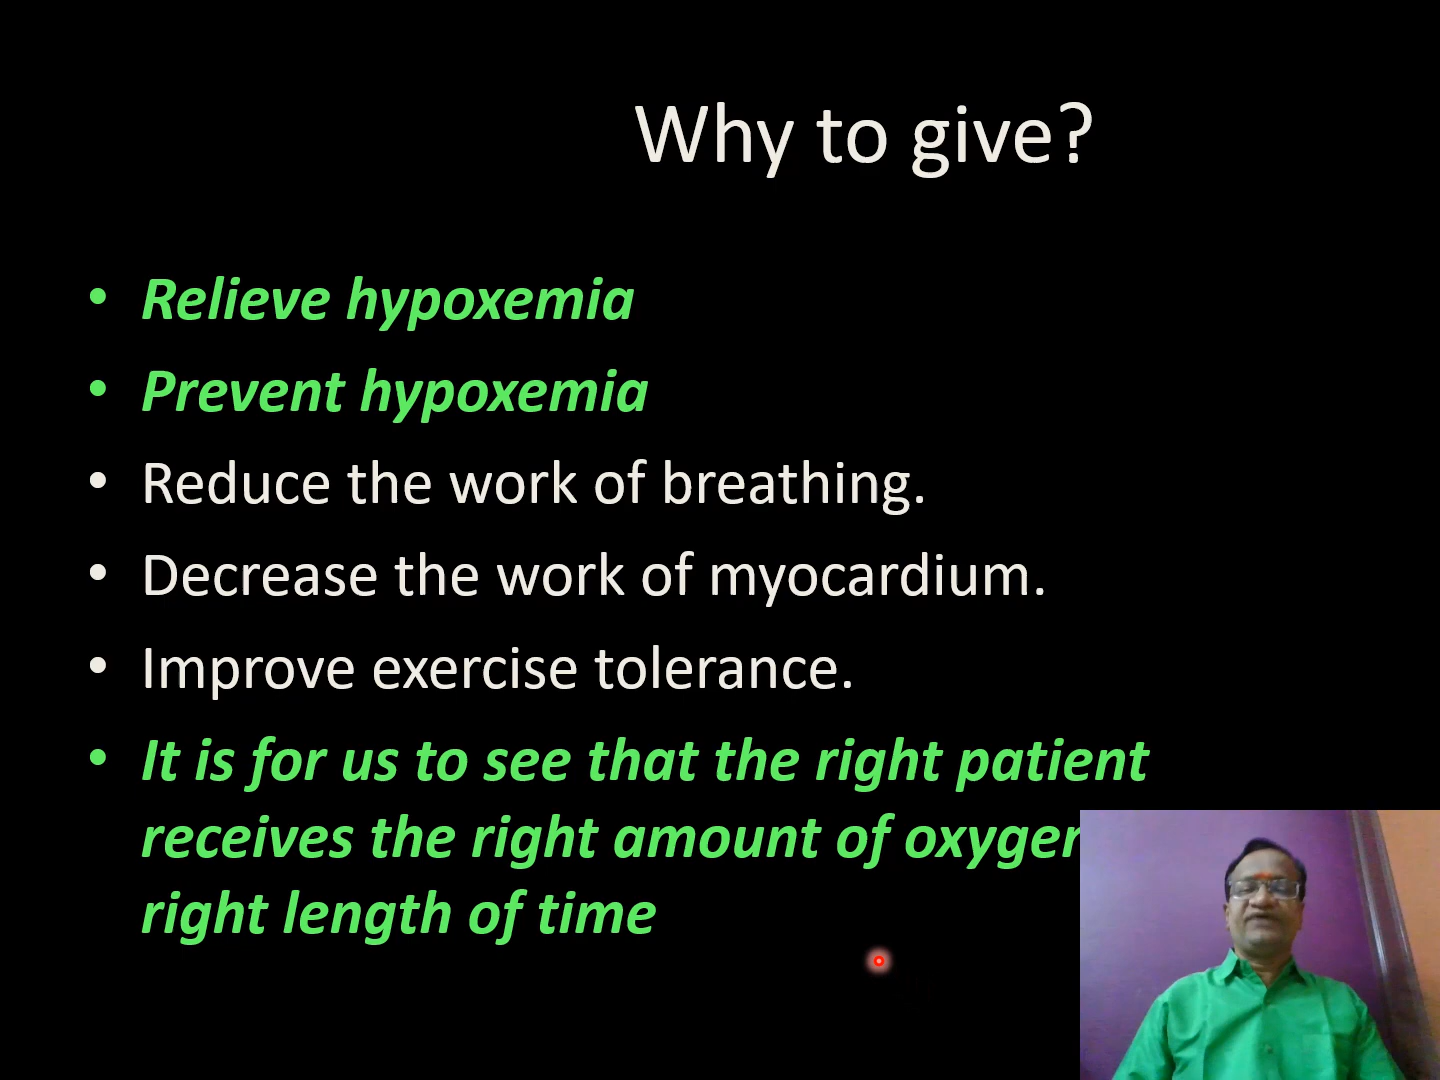 Why to give?
• Relieve hypoxemia
• Prevent hypoxemia
• Reduce the work of breathing.
• Decrease the work of myocardium.
• Improve exercise tolerance.
• It is for us to see that the right patient
receives the right amount of
right length of time